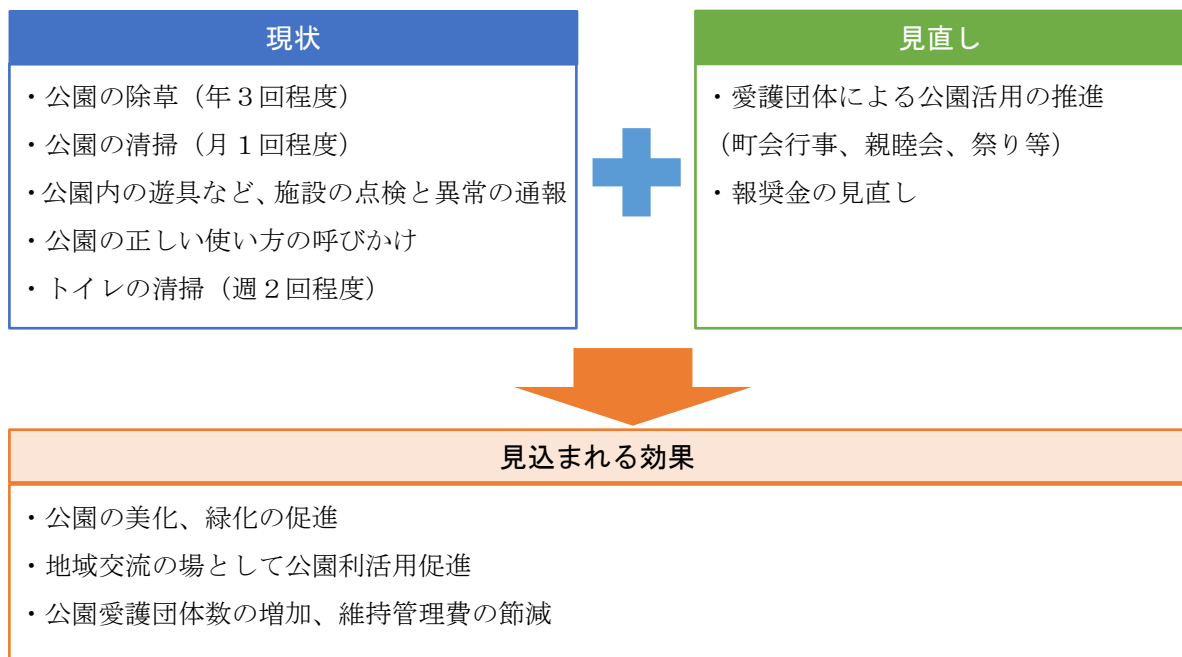 現状
・公園の除草（年３回程度）
・公園の清掃（月１回程度）
・公園内の遊具など、施設の点検と異常の通報
・公園の正しい使い方の呼びかけ
・トイレの清掃（週２回程度）
見直し
・愛護団体による公園活用の推進
（町会行事、親睦会、祭り等）
・報奨金の見直し
見込まれる効果
・公園の美化、緑化の促進
・地域交流の場として公園利活用促進
・公園愛護団体数の増加、維持管理費の節減